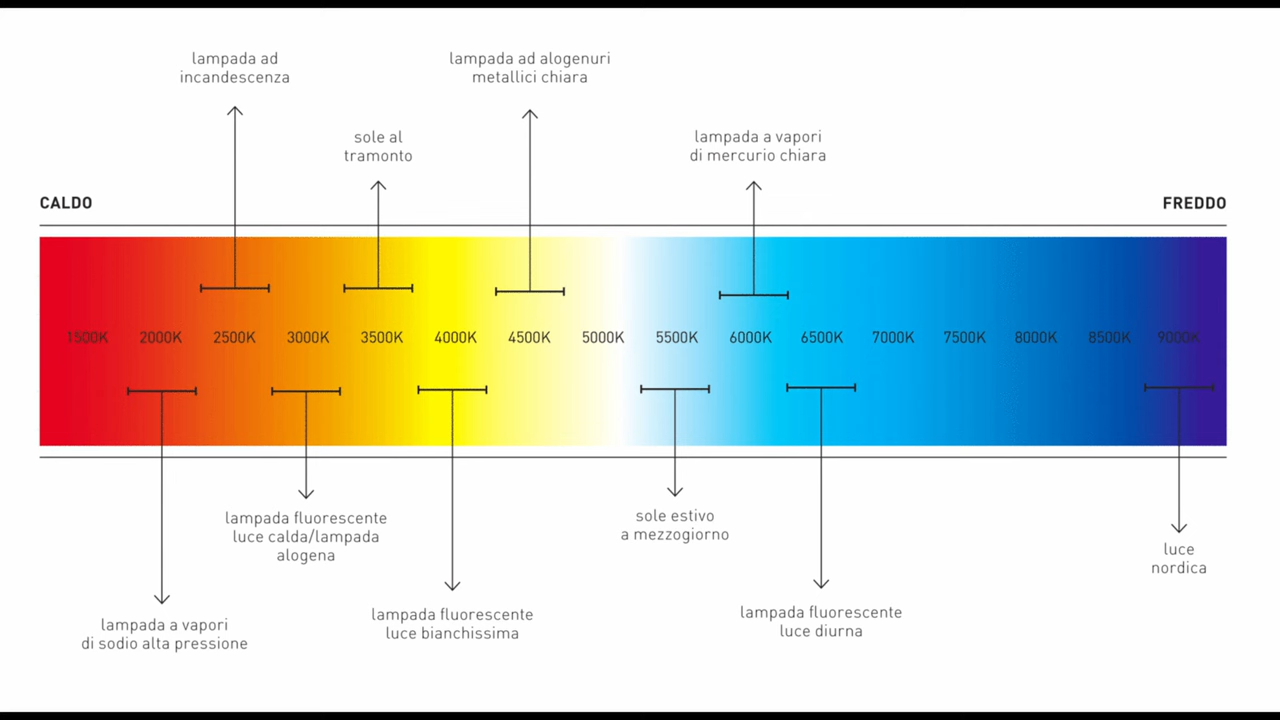 lampada ad
incandescenza
lampada ad alogenuri
metallici chiara
sole al
tramonto
lampada a vapori
di mercurio chiara
CALDO
FREDDO
1500K 2000K 2500K 3000K 3500K 4000K 4500K 5000K 5500K 6000K 6500K 7000K 7500K 8000K 8500K 9000K
lampada fluorescente
luce calda/lampada
alogena
sole estivo
a mezzogiorno
luce
nordica
lampada a vapori
di sodio alta pressione
lampada fluorescente
luce bianchissima
lampada fluorescente
luce diurna